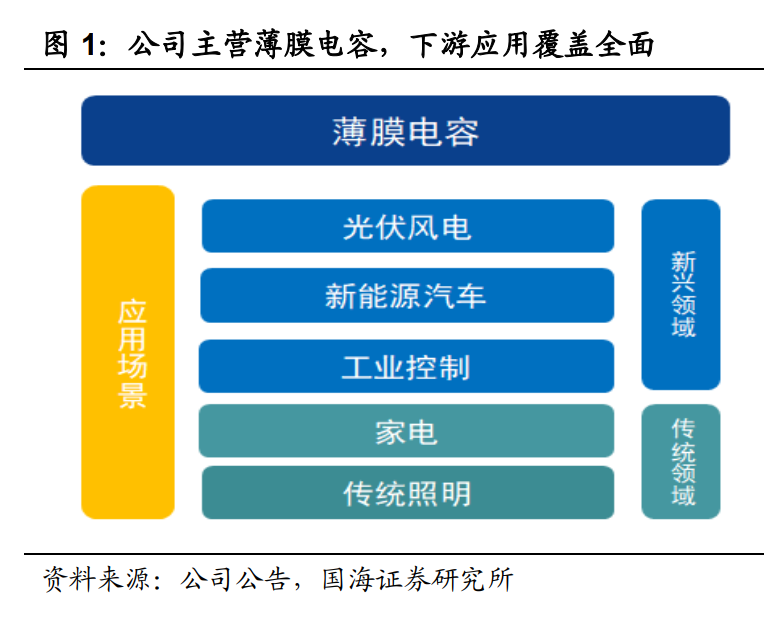 图 1：公司主营薄膜电容，下游应用覆盖全面
薄膜电容
应用场景
光伏风电
新能源汽车
工业控制
家电
传统照明
新兴领域
传统领域
资料来源：公司公告，国海证券研究所